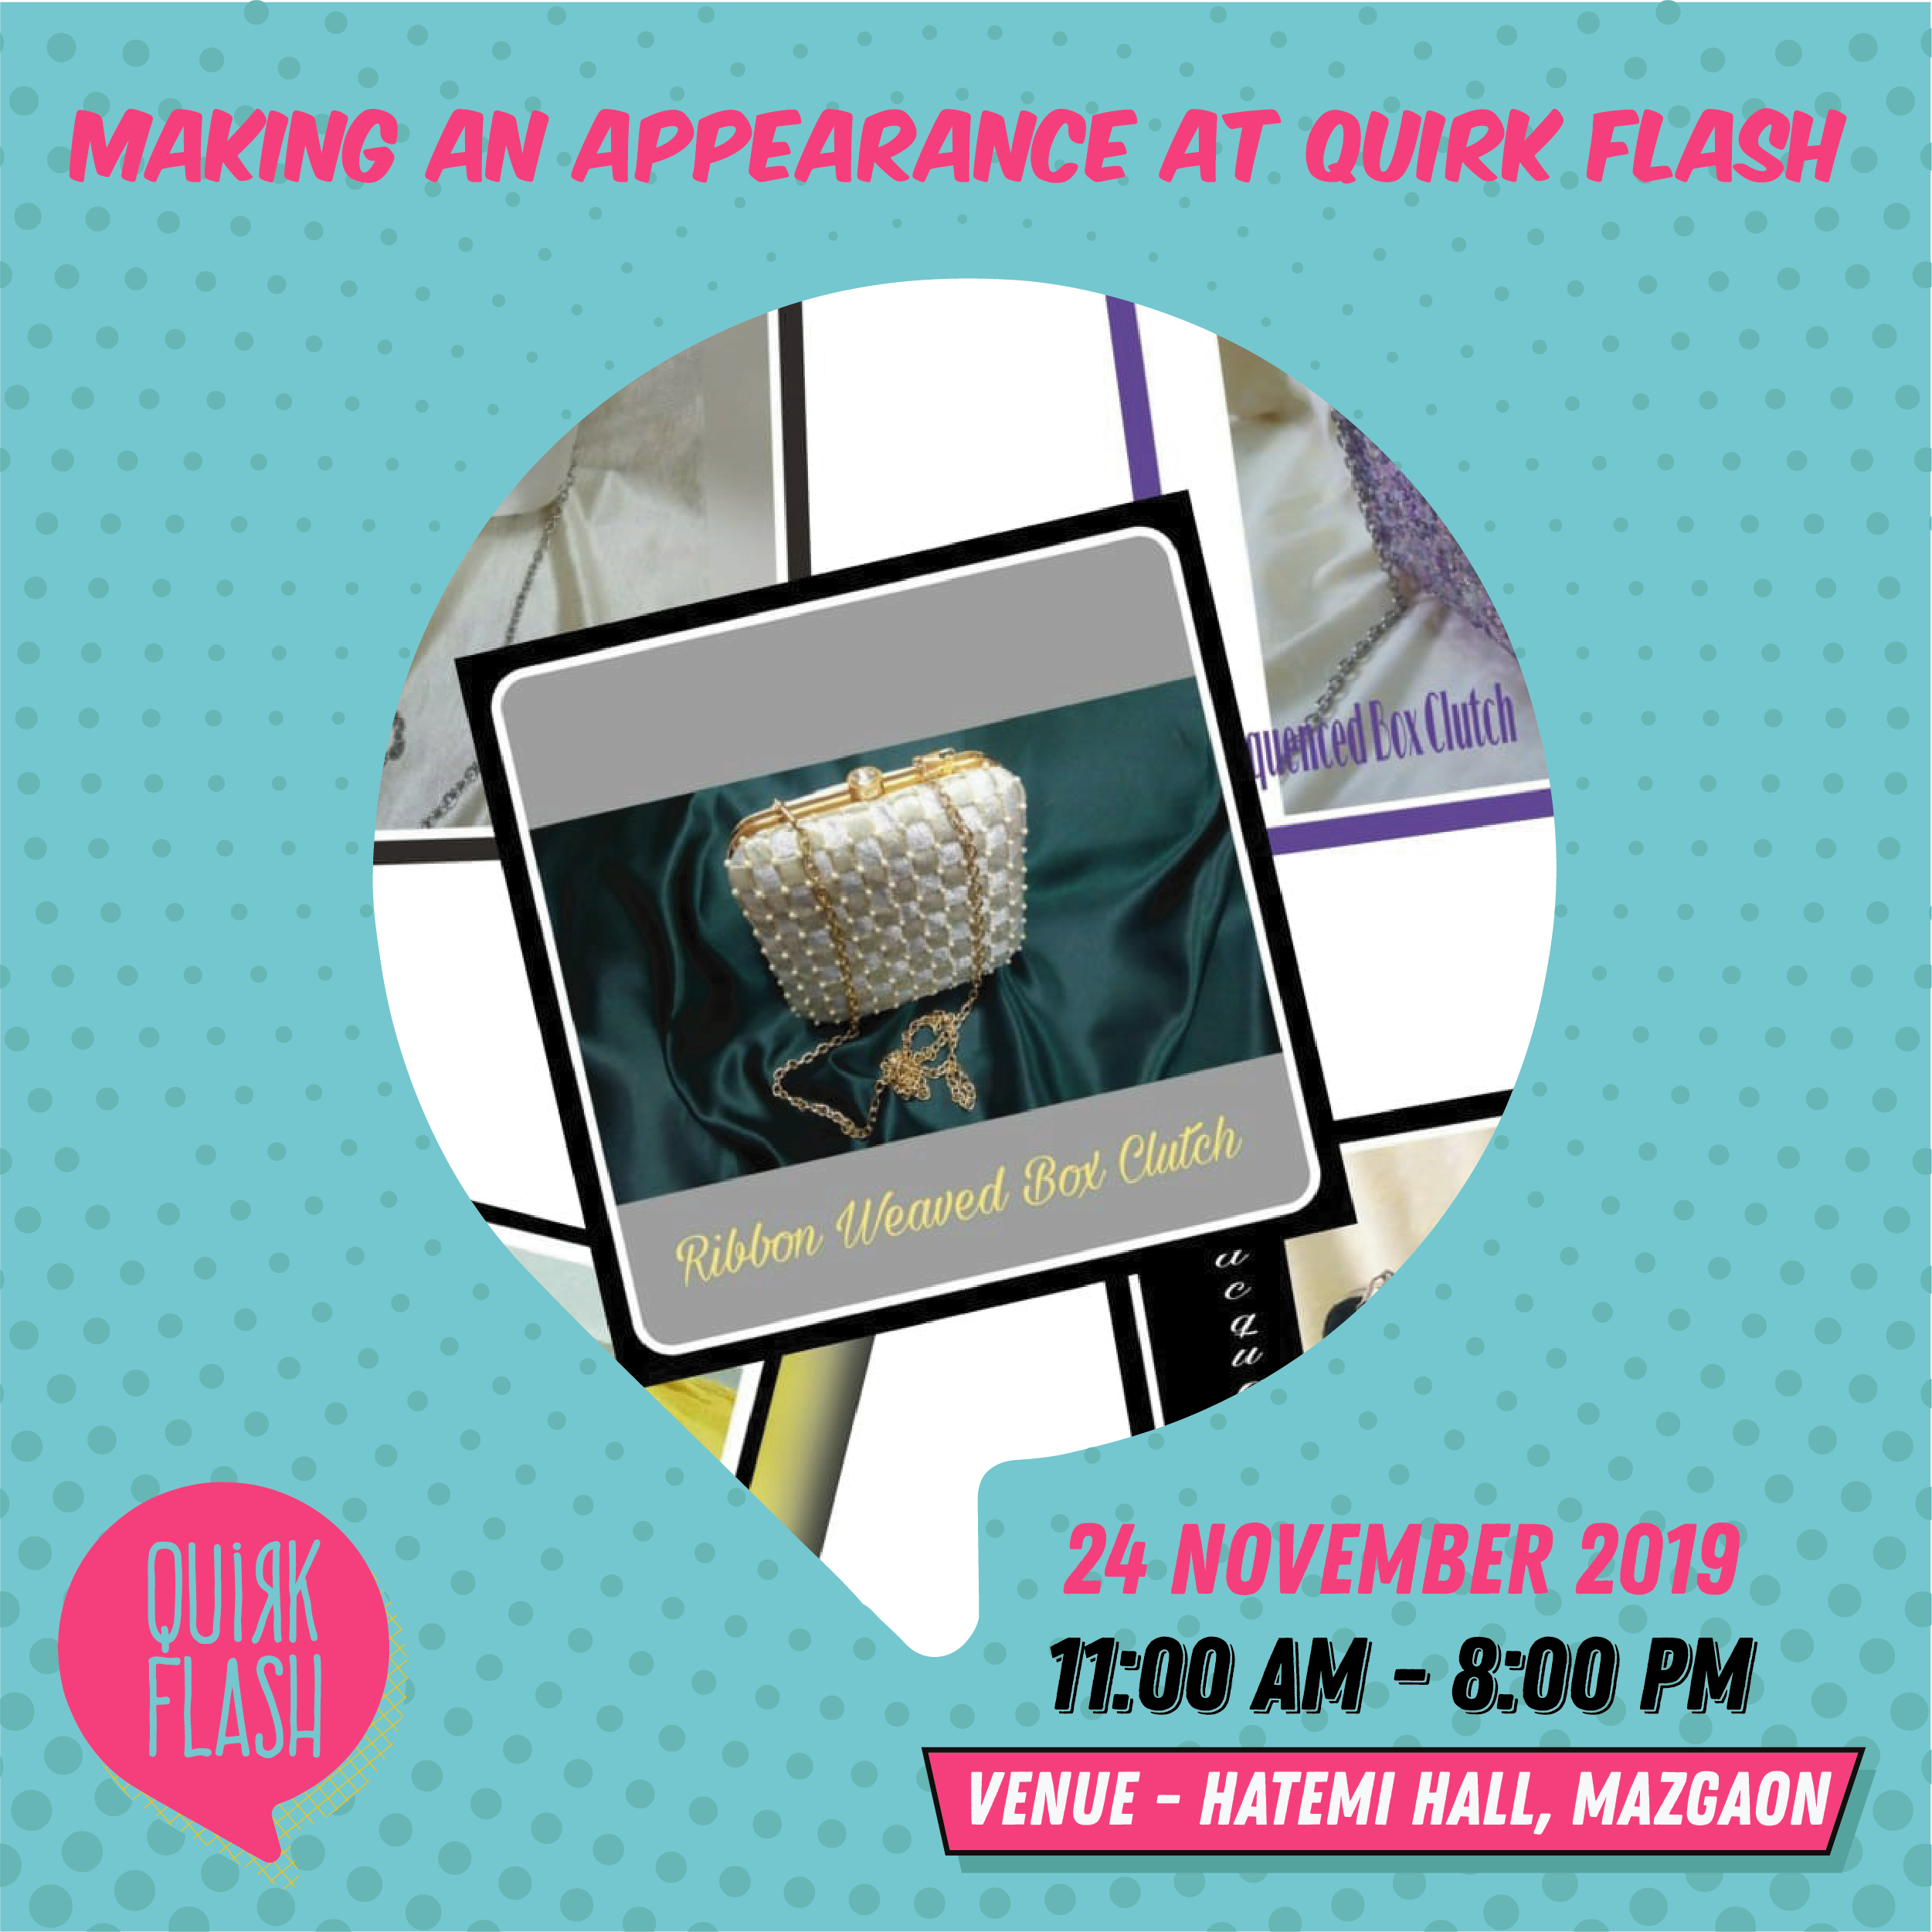 MAKING AN APPEARANCE AT QUIRK FLASH
quenced Box Clutch
Ribbon Weaved Box Clutch
a
c
q
u
QUiRK
FLASH
24 NOVEMBER 2019
11:00 AM - 8:00 PM
VENUE - HATEMI HALL, MAZGAON